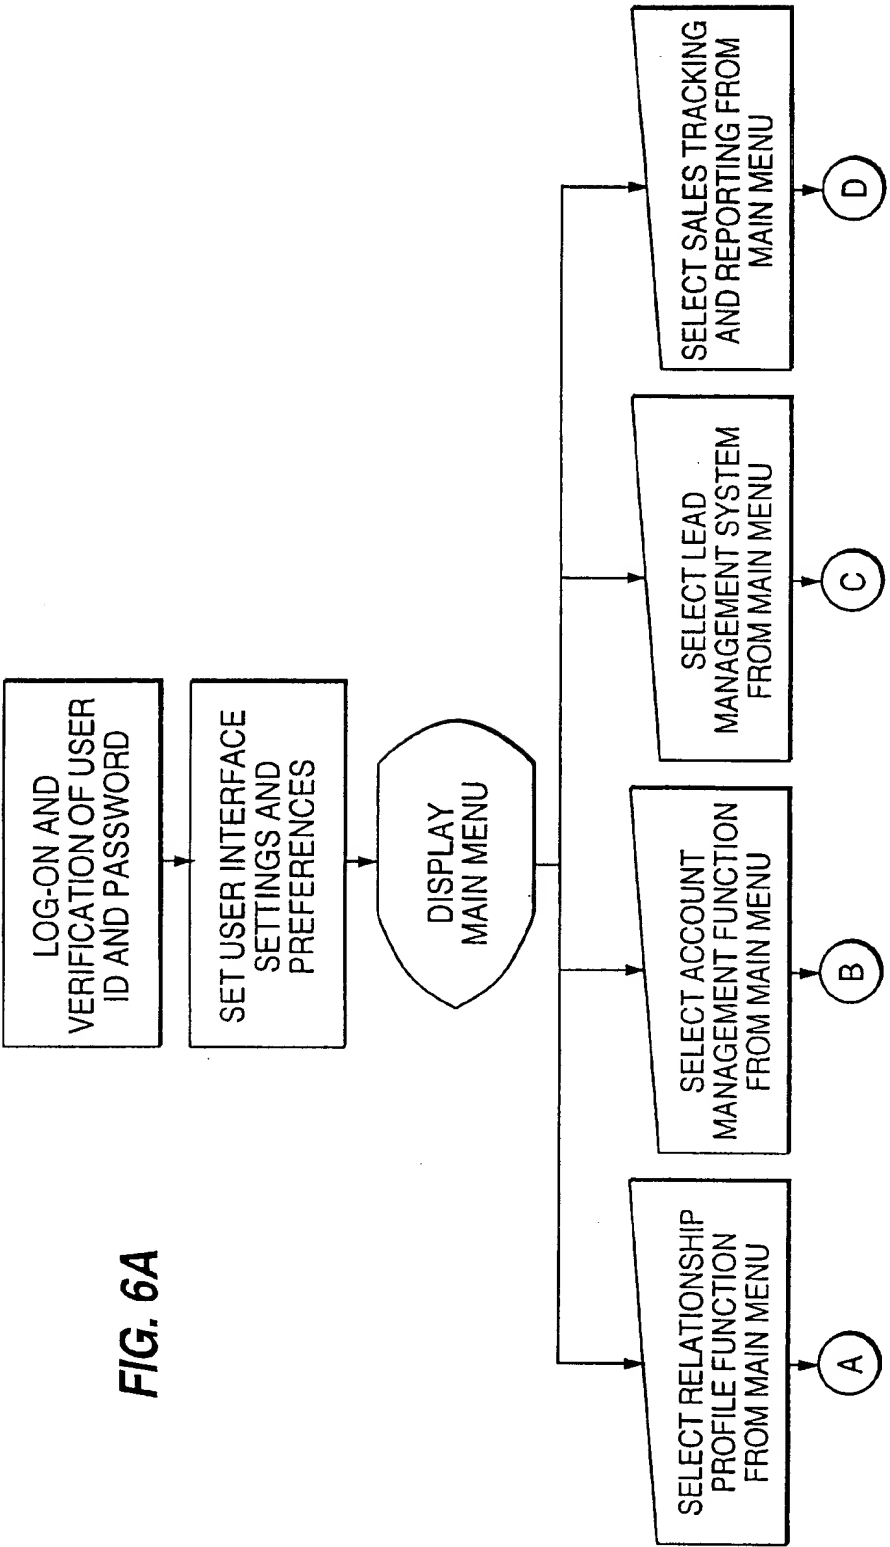 FIG. 6A
LOG-ON AND
VERIFICATION OF USER
ID AND PASSWORD
SET USER INTERFACE
SETTINGS AND
PREFERENCES
DISPLAY
MAIN MENU
SELECT RELATIONSHIP
PROFILE FUNCTION
FROM MAIN MENU
A
SELECT ACCOUNT
MANAGEMENT FUNCTION
FROM MAIN MENU
B
SELECT LEAD
MANAGEMENT SYSTEM
FROM MAIN MENU
C
SELECT SALES TRACKING
AND REPORTING FROM
MAIN MENU
D